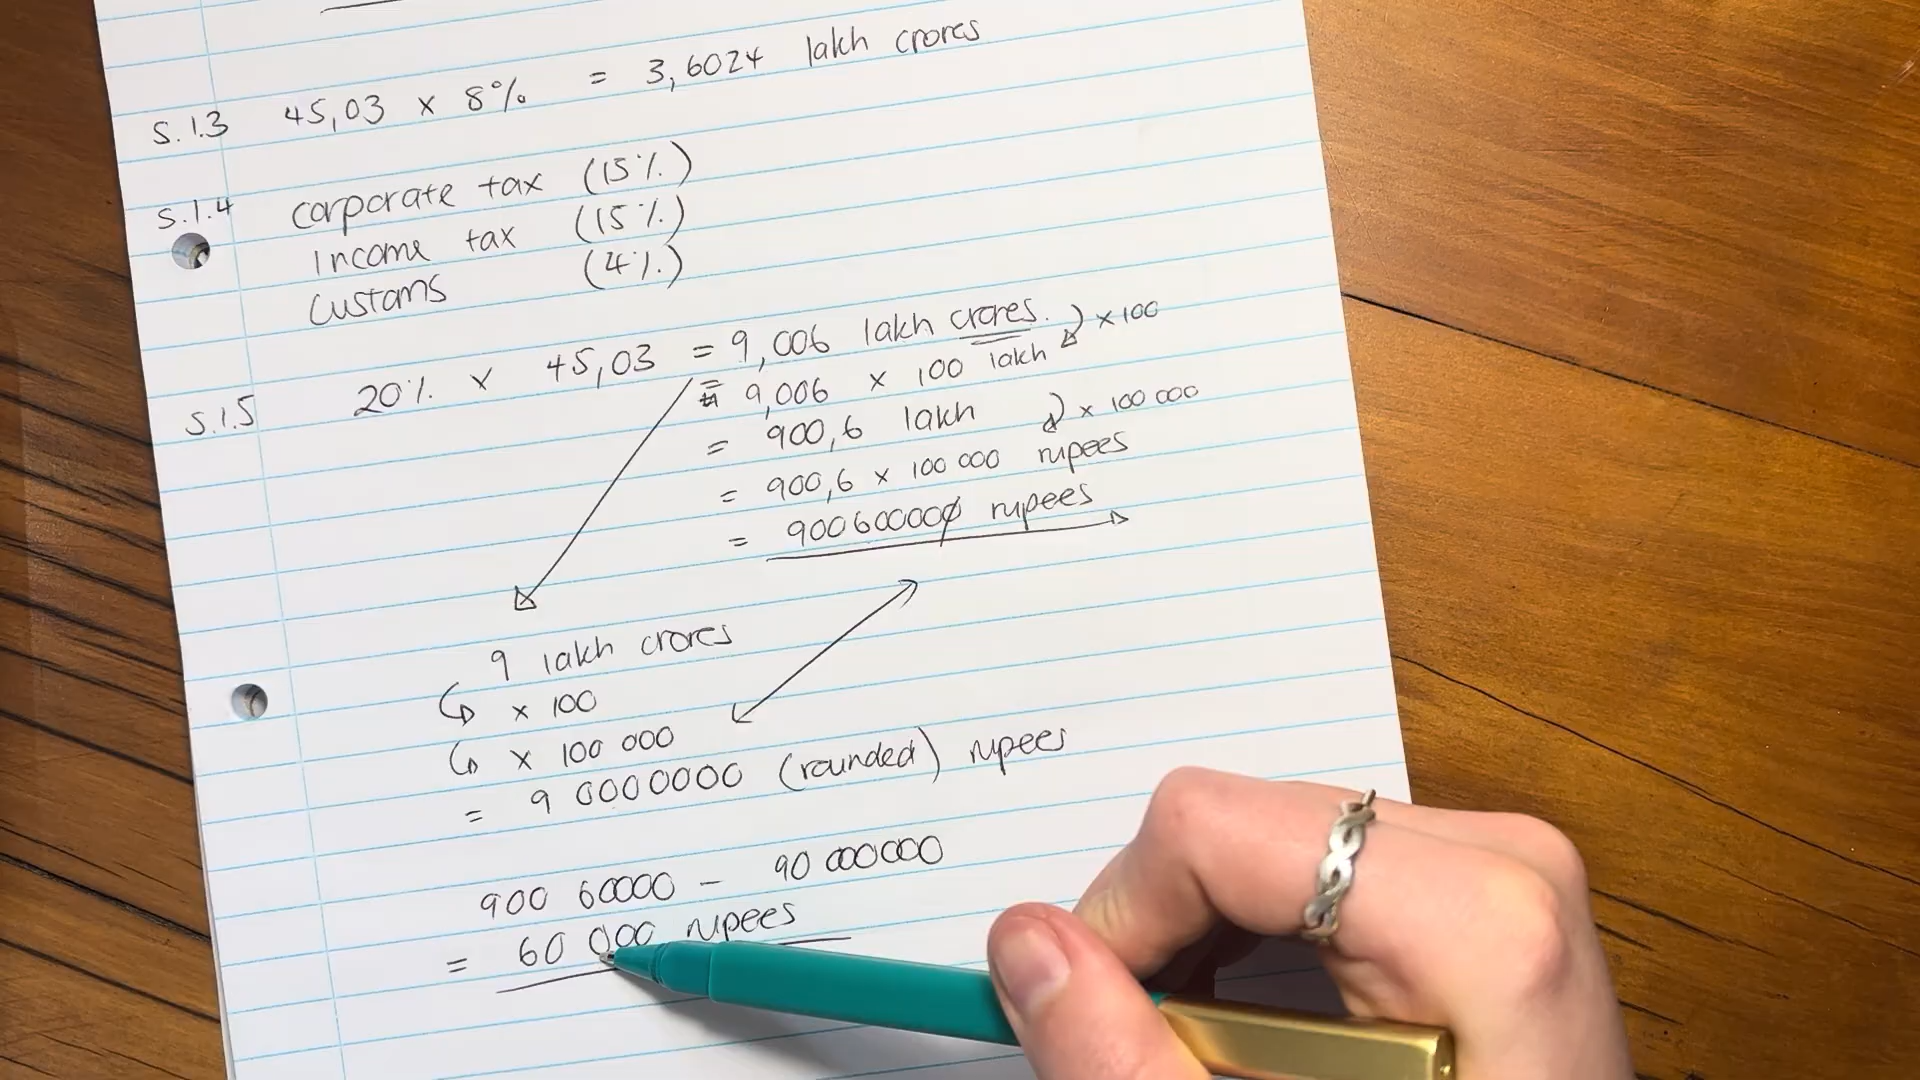 S.1.3 45,03 x 8% = 3,6024 lakh crores
S.1.4 corporate tax (15%)
Income tax (15%)
Customs (4%)
S.1.5 20% x 45,03 = 9,006 lakh crores. x 100
= 9,006 x 100 lakh
= 900,6 lakh x 100 000
= 900,6 x 100 000 rupees
= 900600000 rupees
9 lakh crores
x 100
x 100 000
= 9 0000000 (rounded) rupees
900 60000 - 90 000000
= 60 000 rupees